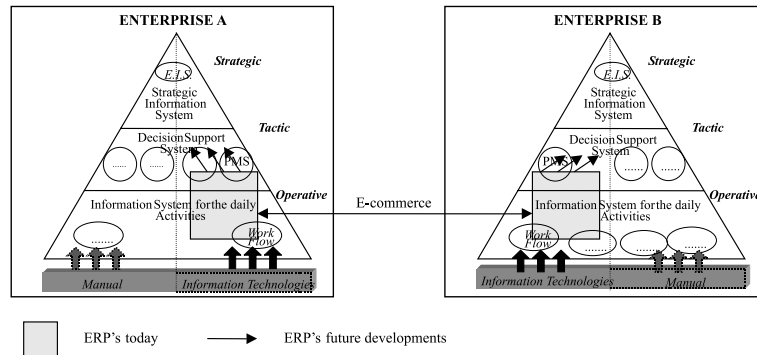 ENTERPRISE A
Strategic
E.I.S.
Strategic
Information
System
Tactic
Decision Support
System
......
......
PMS
Operative
Information System for the daily
Activities
........
Work
Flow
Manual
Information Technologies
E-commerce
ENTERPRISE B
Strategic
E.I.S.
Strategic
Information
System
Tactic
Decision Support
System
PMS
......
......
Operative
Information System for the daily
Activities
Work
Flow
......
......
Information Technologies
Manual
ERP's today
ERP's future developments